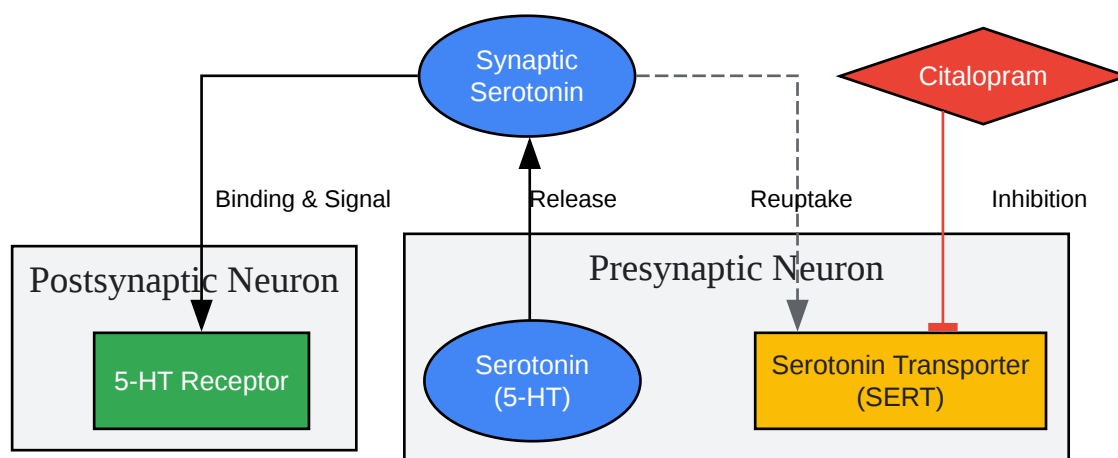 Synaptic
Serotonin
Citalopram
Binding & Signal
Release
Reuptake
Inhibition
Postsynaptic Neuron
Presynaptic Neuron
5-HT Receptor
Serotonin
(5-HT)
Serotonin Transporter
(SERT)